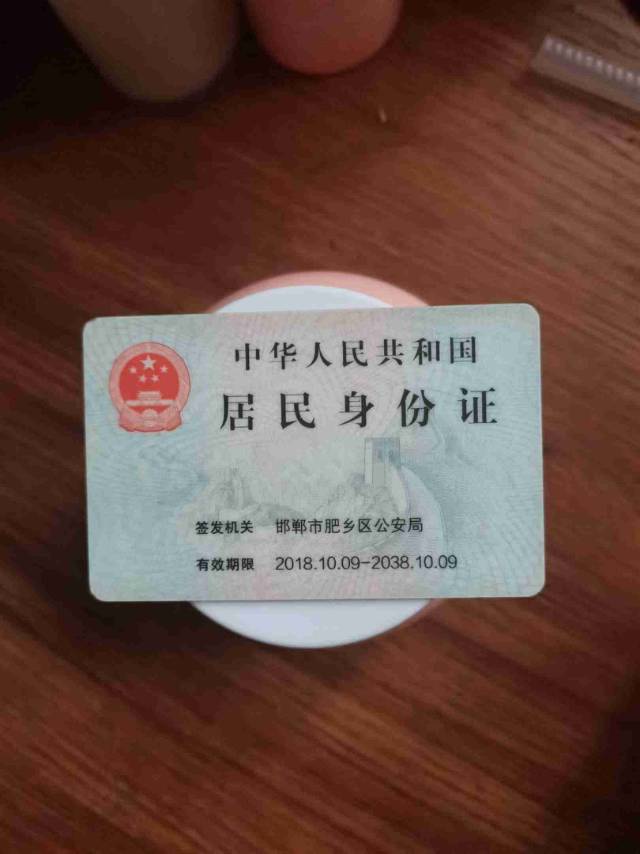 中华人民共和国
居民身份证
签发机关 邯郸市肥乡区公安局
有效期限 2018.10.09-2038.10.09